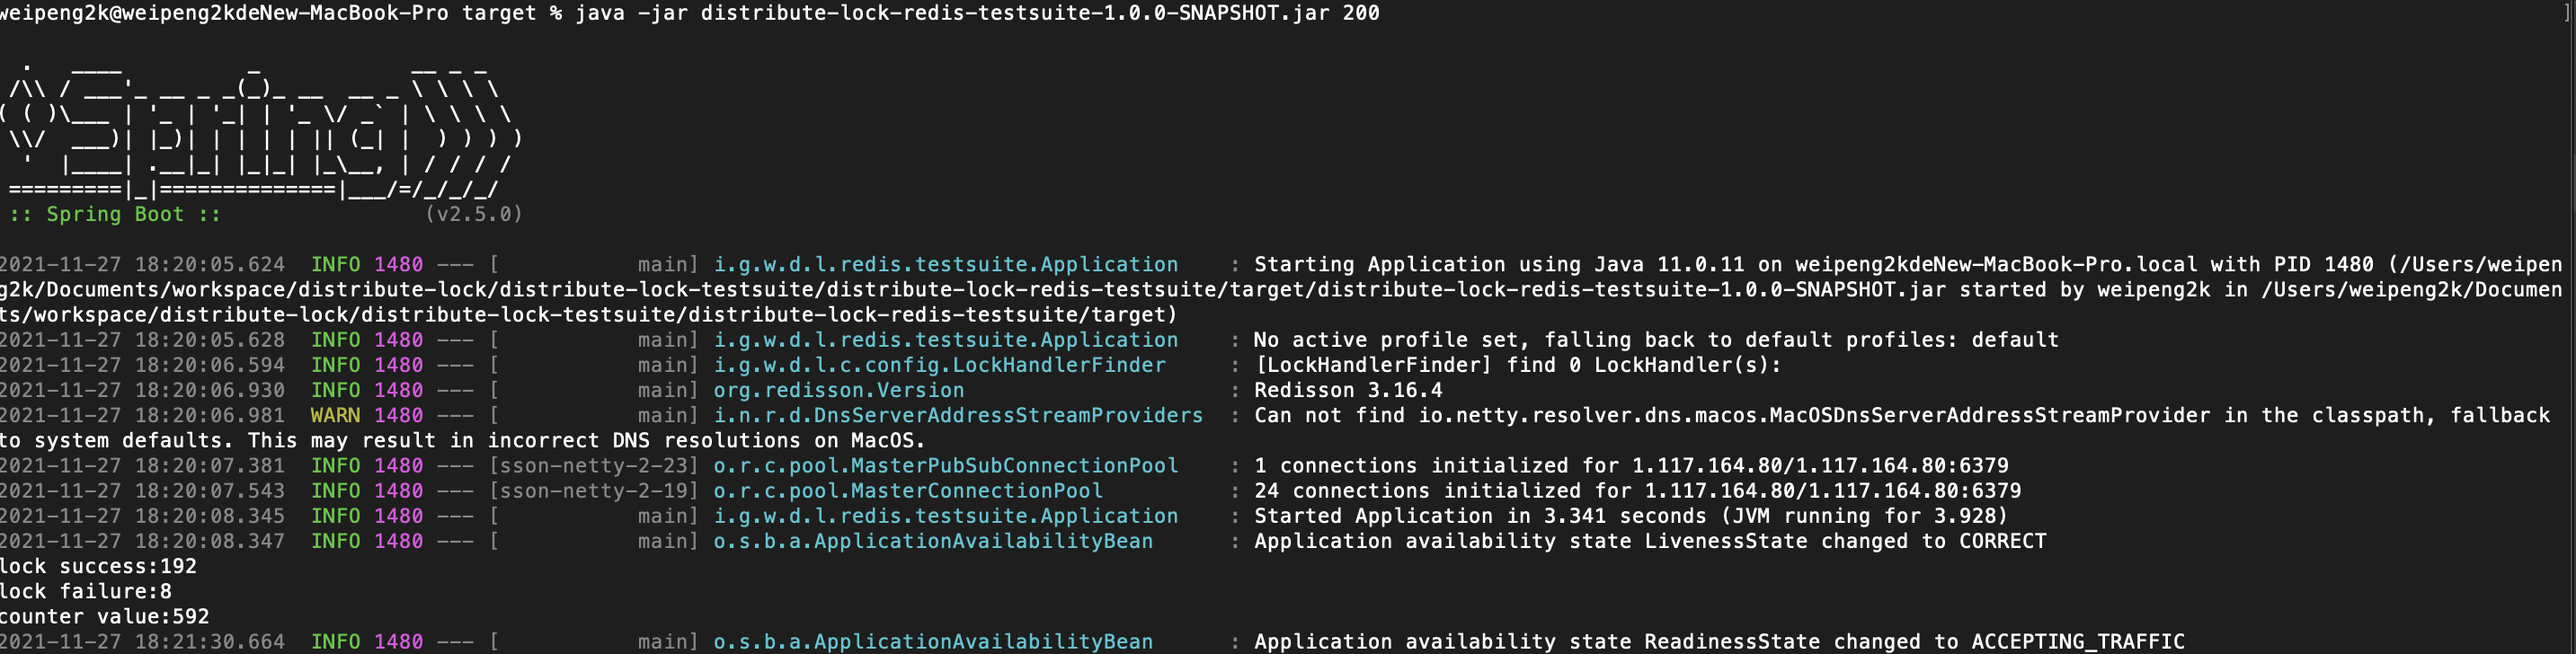 weipeng2k@weipeng2kdeNew-MacBook-Pro target % java -jar distribute-lock-redis-testsuite-1.0.0-SNAPSHOT.jar 200 ]
  .   ____          _            __ _ _
 /\\ / ___'_ __ _ _(_)_ __  __ _ \ \ \ \
( ( )\___ | '_ | '_| | '_ \/ _` | \ \ \ \
 \\/  ___)| |_)| | | | | || (_| |  ) ) ) )
  '  |____| .__|_| |_|_| |_\__, | / / / /
 =========|_|==============|___/=/_/_/_/
 :: Spring Boot ::                (v2.5.0)
2021-11-27 18:20:05.624  INFO 1480 --- [           main] i.g.w.d.l.redis.testsuite.Application    : Starting Application using Java 11.0.11 on weipeng2kdeNew-MacBook-Pro.local with PID 1480 (/Users/weipen
g2k/Documents/workspace/distribute-lock/distribute-lock-testsuite/distribute-lock-redis-testsuite/target/distribute-lock-redis-testsuite-1.0.0-SNAPSHOT.jar started by weipeng2k in /Users/weipeng2k/Documen
ts/workspace/distribute-lock/distribute-lock-testsuite/distribute-lock-redis-testsuite/target)
2021-11-27 18:20:05.628  INFO 1480 --- [           main] i.g.w.d.l.redis.testsuite.Application    : No active profile set, falling back to default profiles: default
2021-11-27 18:20:06.594  INFO 1480 --- [           main] i.g.w.d.l.c.config.LockHandlerFinder     : [LockHandlerFinder] find 0 LockHandler(s):
2021-11-27 18:20:06.930  INFO 1480 --- [           main] org.redisson.Version                     : Redisson 3.16.4
2021-11-27 18:20:06.981  WARN 1480 --- [           main] i.n.r.d.DnsServerAddressStreamProviders  : Can not find io.netty.resolver.dns.macos.MacOSDnsServerAddressStreamProvider in the classpath, fallback
to system defaults. This may result in incorrect DNS resolutions on MacOS.
2021-11-27 18:20:07.381  INFO 1480 --- [sson-netty-2-23] o.r.c.pool.MasterPubSubConnectionPool    : 1 connections initialized for 1.117.164.80/1.117.164.80:6379
2021-11-27 18:20:07.543  INFO 1480 --- [sson-netty-2-19] o.r.c.pool.MasterConnectionPool          : 24 connections initialized for 1.117.164.80/1.117.164.80:6379
2021-11-27 18:20:08.345  INFO 1480 --- [           main] i.g.w.d.l.redis.testsuite.Application    : Started Application in 3.341 seconds (JVM running for 3.928)
2021-11-27 18:20:08.347  INFO 1480 --- [           main] o.s.b.a.ApplicationAvailabilityBean      : Application availability state LivenessState changed to CORRECT
lock success:192
lock failure:8
counter value:592
2021-11-27 18:21:30.664  INFO 1480 --- [           main] o.s.b.a.ApplicationAvailabilityBean      : Application availability state ReadinessState changed to ACCEPTING_TRAFFIC